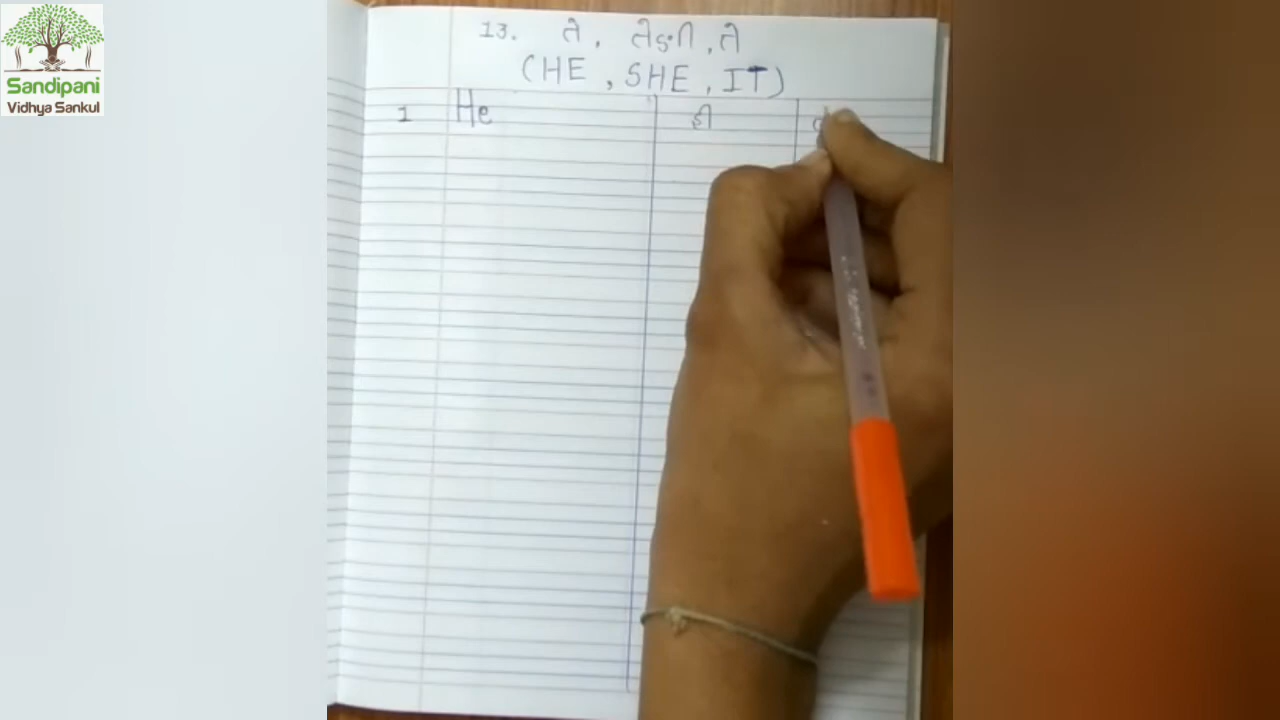 Sandipani
Vidhya Sankul
13. તે, તેણી, તે
(HE, SHE, IT)
1 He હી